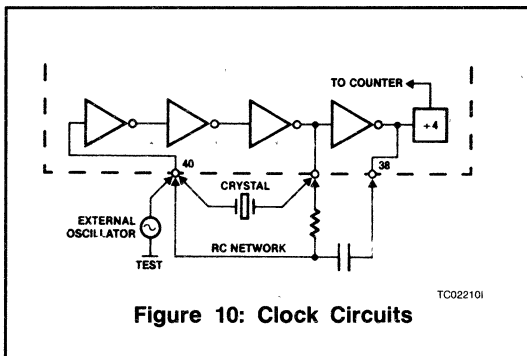 TO COUNTER
÷4
40
38
CRYSTAL
EXTERNAL
OSCILLATOR
RC NETWORK
TEST
TC02210I
Figure 10: Clock Circuits